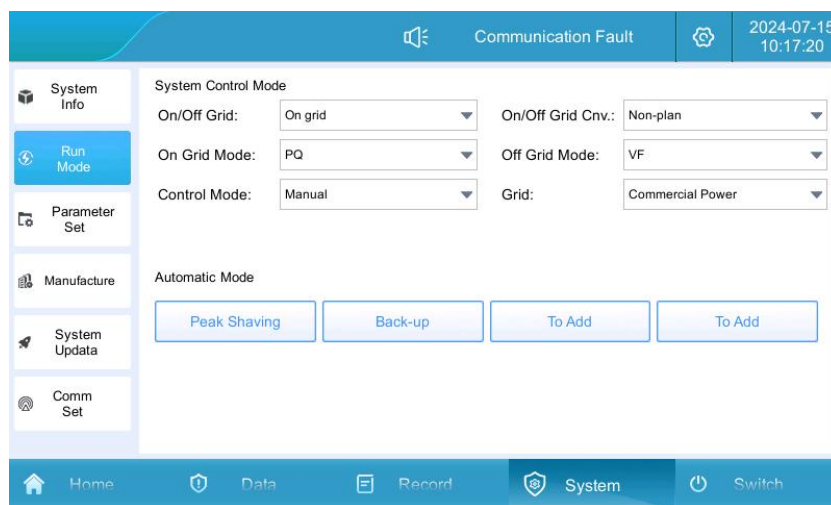 Communication Fault
2024-07-15
10:17:20
System
Info
Run
Mode
Parameter
Set
Manufacture
System
Updata
Comm
Set
System Control Mode
On/Off Grid: On grid On/Off Grid Cnv.: Non-plan
On Grid Mode: PQ Off Grid Mode: VF
Control Mode: Manual Grid: Commercial Power
Automatic Mode
Peak Shaving Back-up To Add To Add
Home Data Record System Switch